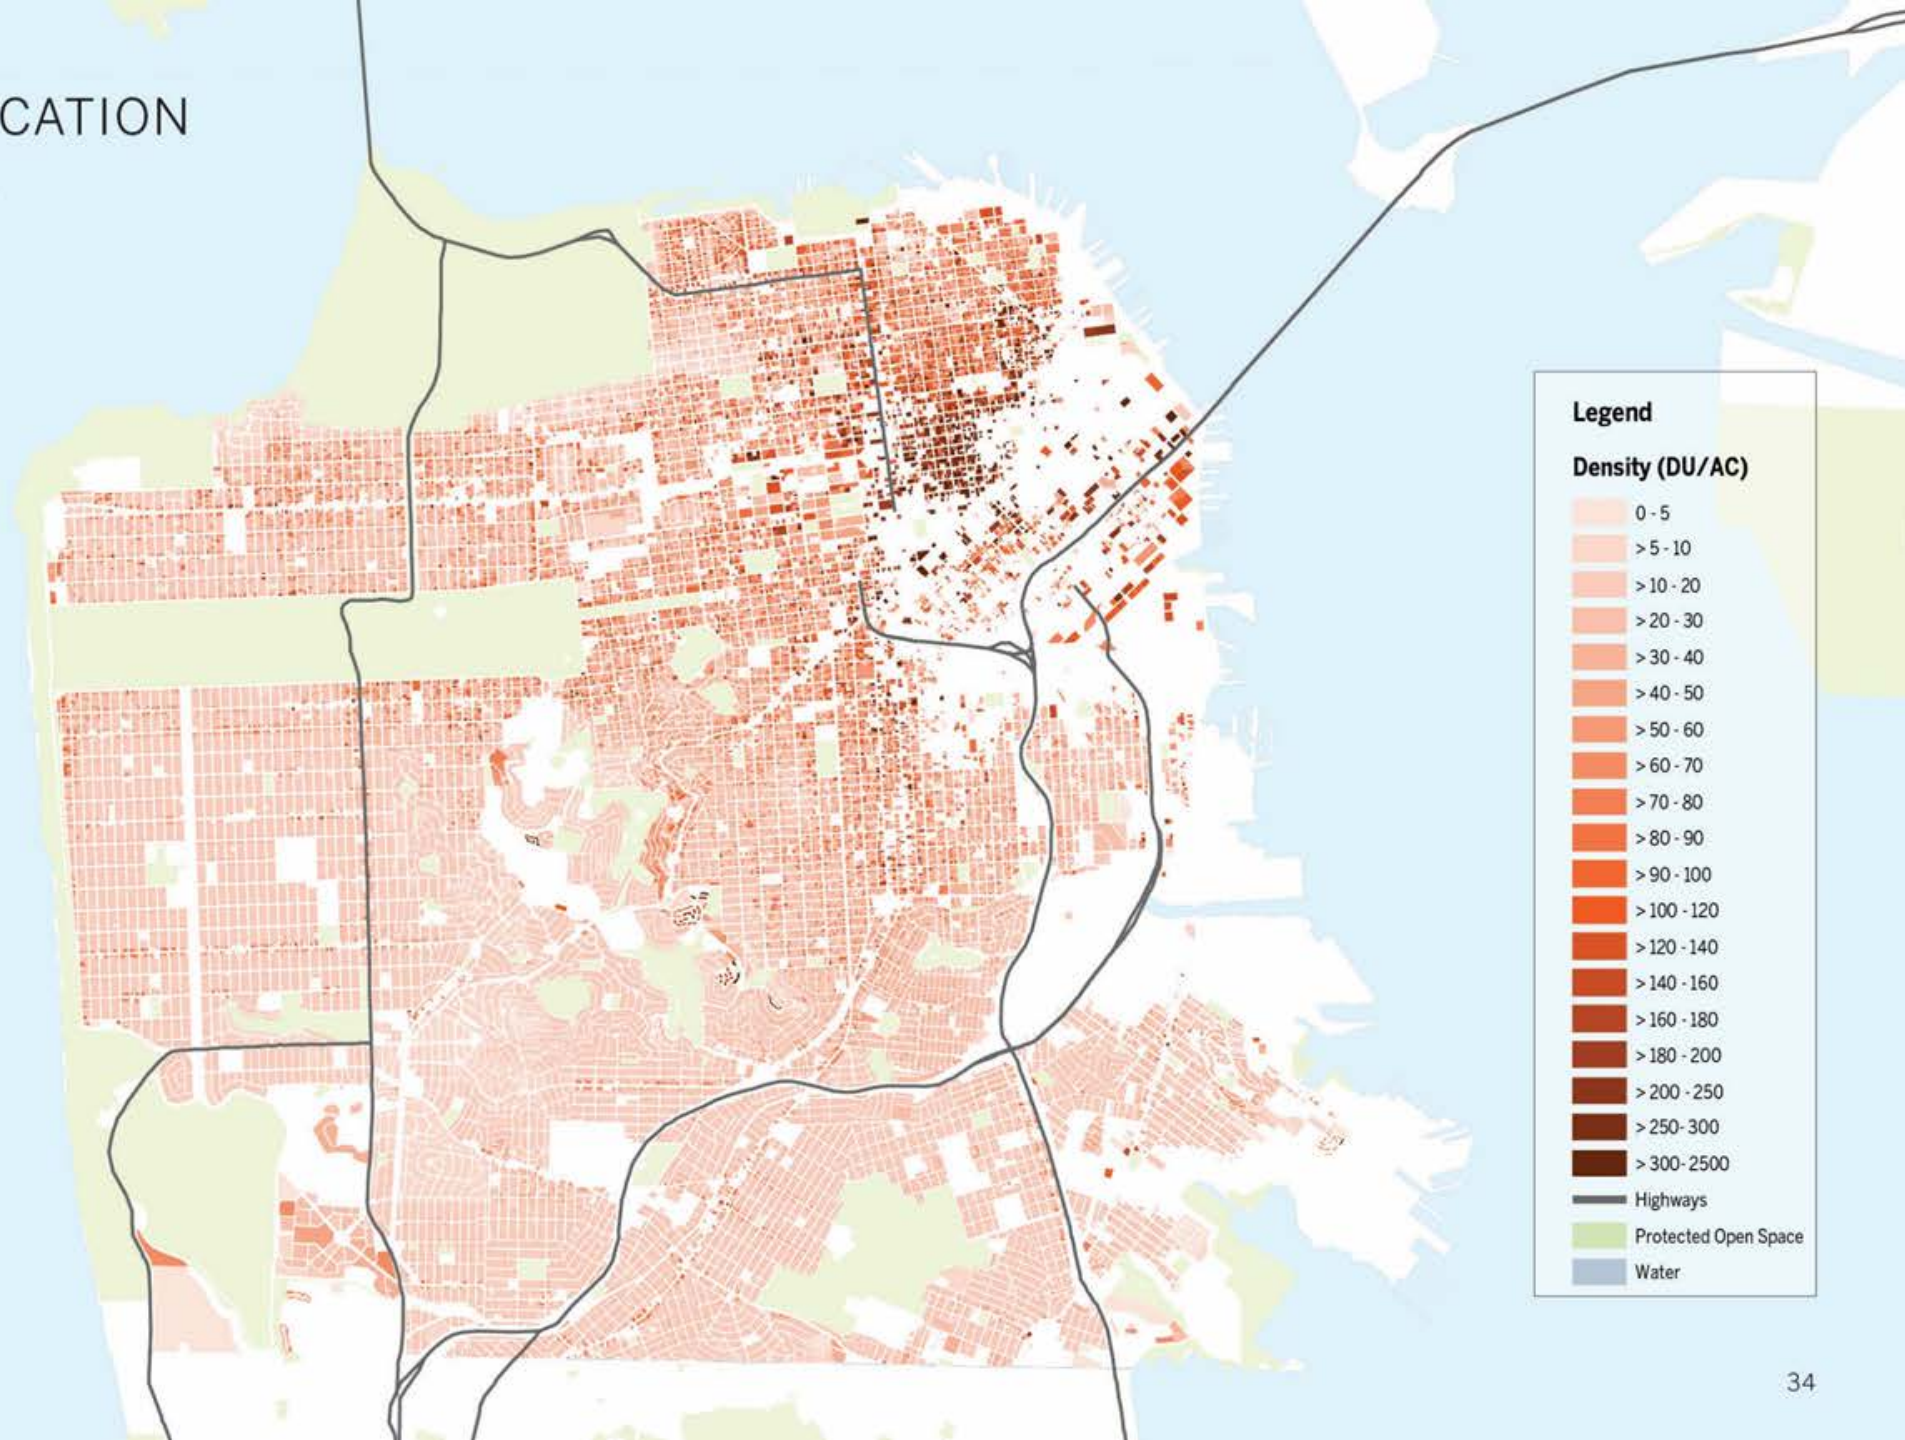 CATION
Legend
Density (DU/AC)
0 - 5
> 5 - 10
> 10 - 20
> 20 - 30
> 30 - 40
> 40 - 50
> 50 - 60
> 60 - 70
> 70 - 80
> 80 - 90
> 90 - 100
> 100 - 120
> 120 - 140
> 140 - 160
> 160 - 180
> 180 - 200
> 200 - 250
> 250 - 300
> 300 - 2500
Highways
Protected Open Space
Water
34